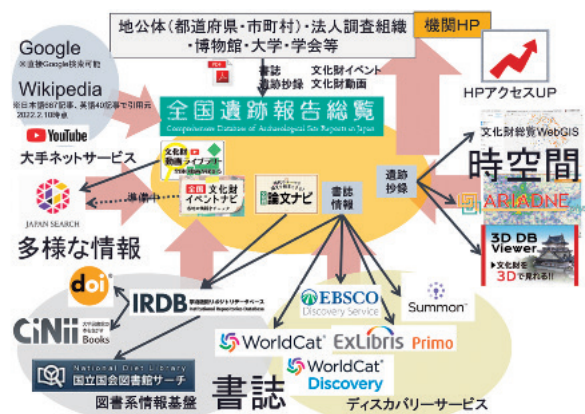 Google
※直接Google検索可能
Wikipedia
※日本語667記事、英語40記事で引用元
2022.2.10時点
YouTube
大手ネットサービス
地公体(都道府県・市町村)・法人調査組織
・博物館・大学・学会等
機関HP
PDF
書誌 文化財イベント
遺跡抄録 文化財動画
全国遺跡報告総覧
Comprehensive Database of Archaeological Site Reports in Japan
HPアクセスUP
文化財総覧WebGIS
時空間
ARIADNE
3D DB
Viewer
▶文化財を
3Dで見れる!!
文化財
動画ライブラリー
JAPAN SEARCH
準備中
多様な情報
全国 文化財
イベントナビ
論文ナビ
書誌
情報
遺跡
抄録
doi
CiNii
Books
IRDB
学術機関リポジトリデータベース
Institutional Repositories Database
National Diet Library
国立国会図書館サーチ
図書系情報基盤
書誌
EBSCO
Discovery Service
Summon
WorldCat
ExLibris Primo
WorldCat
Discovery
ディスカバリーサービス